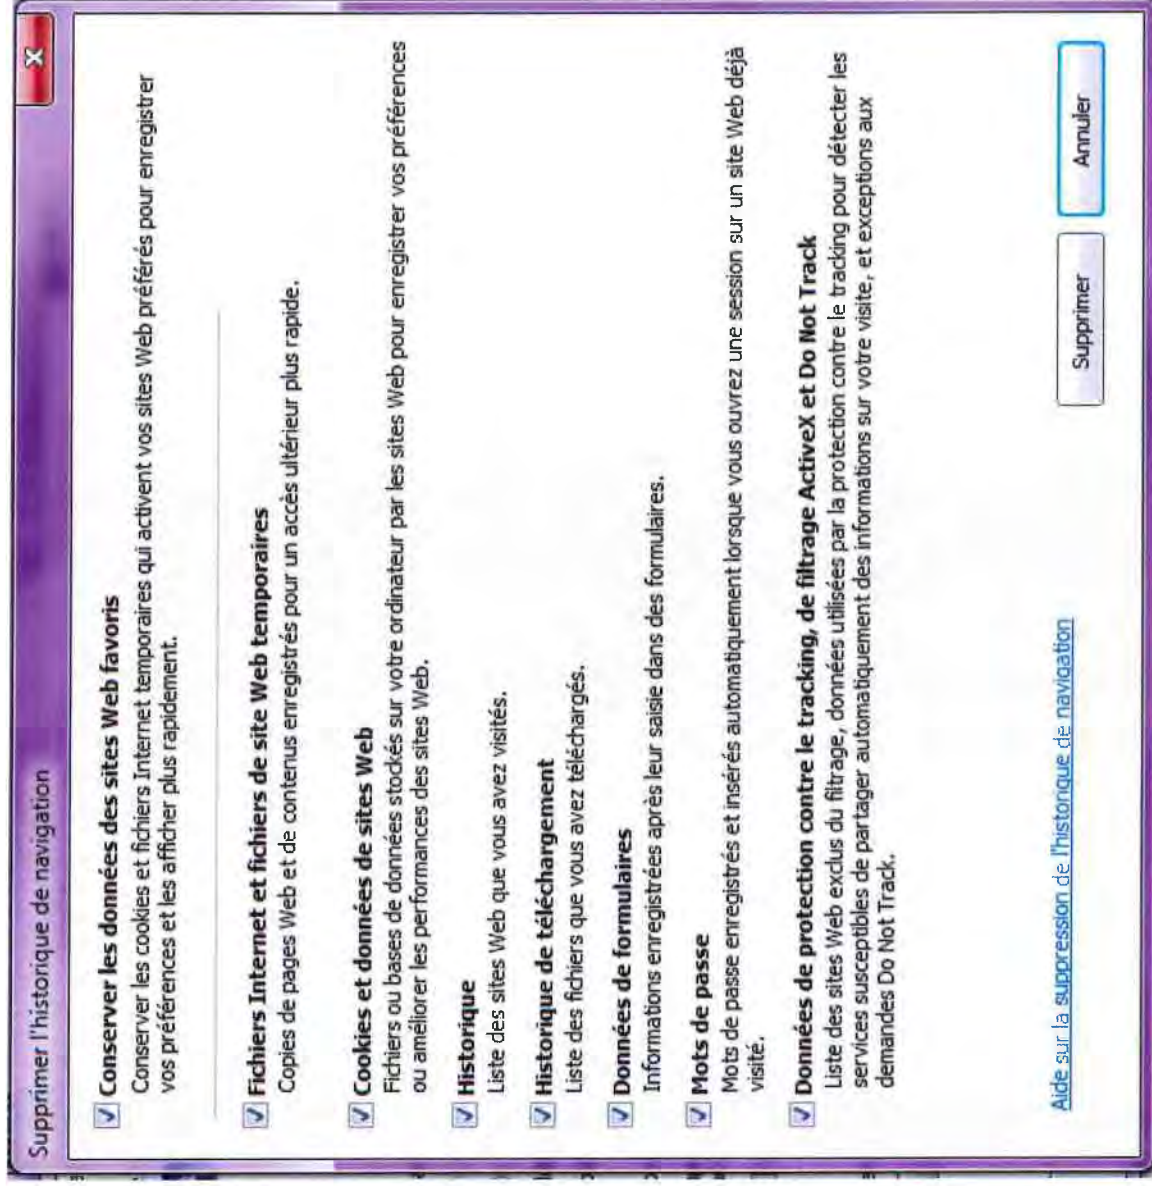 Supprimer l'historique de navigation
X
Conserver les données des sites Web favoris
Conserver les cookies et fichiers Internet temporaires qui activent vos sites Web préférés pour enregistrer
vos préférences et les afficher plus rapidement.
Fichiers Internet et fichiers de site Web temporaires
Copies de pages Web et de contenus enregistrés pour un accès ultérieur plus rapide.
Cookies et données de sites Web
Fichiers ou bases de données stockés sur votre ordinateur par les sites Web pour enregistrer vos préférences
ou améliorer les performances des sites Web.
Historique
Liste des sites Web que vous avez visités.
Historique de téléchargement
Liste des fichiers que vous avez téléchargés.
Données de formulaires
Informations enregistrées après leur saisie dans des formulaires.
Mots de passe
Mots de passe enregistrés et insérés automatiquement lorsque vous ouvrez une session sur un site Web déjà
visité.
Données de protection contre le tracking, de filtrage ActiveX et Do Not Track
Liste des sites Web exclus du filtrage, données utilisées par la protection contre le tracking pour détecter les
services susceptibles de partager automatiquement des informations sur votre visite, et exceptions aux
demandes Do Not Track.
Aide sur la suppression de l'historique de navigation
Supprimer
Annuler